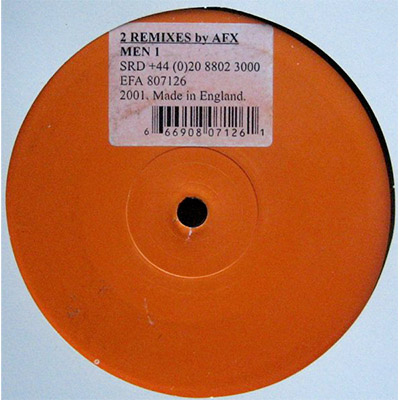 2 REMIXES by AFX
MEN 1
SRD +44 (0)20 8802 3000
EFA 807126
2001. Made in England.
6 66908 07126 1